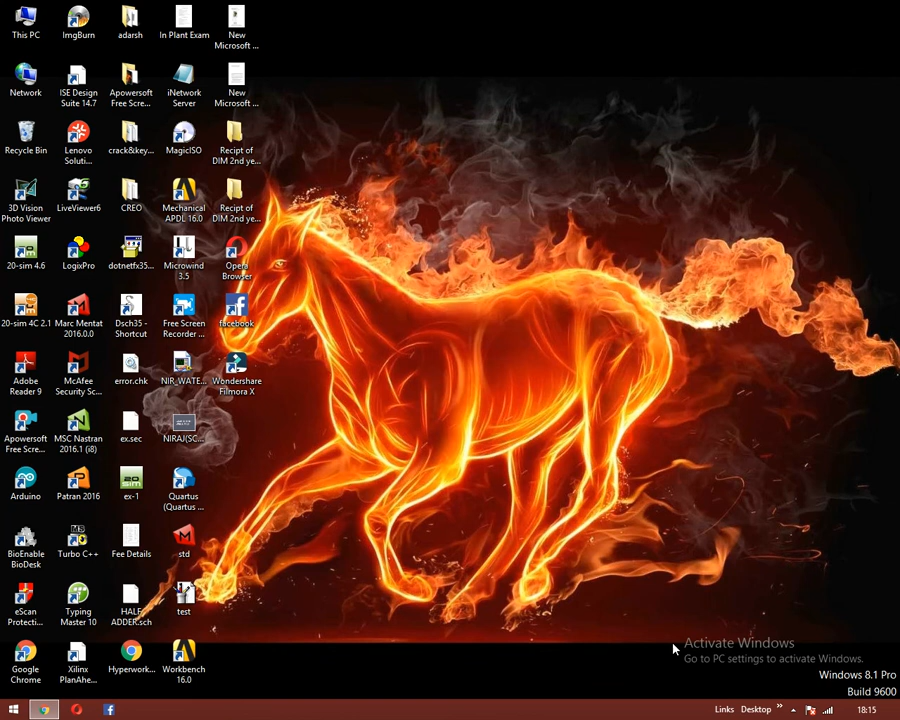 This PC
ImgBurn
adarsh
In Plant Exam
New
Microsoft ...
Network
ISE Design
Suite 14.7
Apowersoft
Free Scre...
iNetwork
Server
New
Microsoft ...
Recycle Bin
Lenovo
Soluti...
crack&key...
MagicISO
Recipt of
DIM 2nd ye...
3D Vision
Photo Viewer
LiveViewer6
CREO
Mechanical
APDL 16.0
Recipt of
DIM 2nd ye...
20-sim 4.6
LogixPro
dotnetfx35...
Microwind
3.5
Opera
Browser
20-sim 4C 2.1
Marc Mentat
2016.0.0
Dsch35 -
Shortcut
Free Screen
Recorder ...
facebook
Adobe
Reader 9
McAfee
Security Sc...
error.chk
NIR_WATE...
Wondershare
Filmora X
Apowersoft
Free Scre...
MSC Nastran
2016.1 (i8)
ex.sec
NIRAJ(SC...
Arduino
Patran 2016
ex-1
Quartus
(Quartus ...
BioEnable
BioDesk
Turbo C++
Fee Details
std
eScan
Protecti...
Typing
Master 10
HALF
ADDER.sch
test
Google
Chrome
Xilinx
PlanAhe...
Hyperwork...
Workbench
16.0
Activate Windows
Go to PC settings to activate Windows.
Windows 8.1 Pro
Build 9600
Links Desktop 18:15